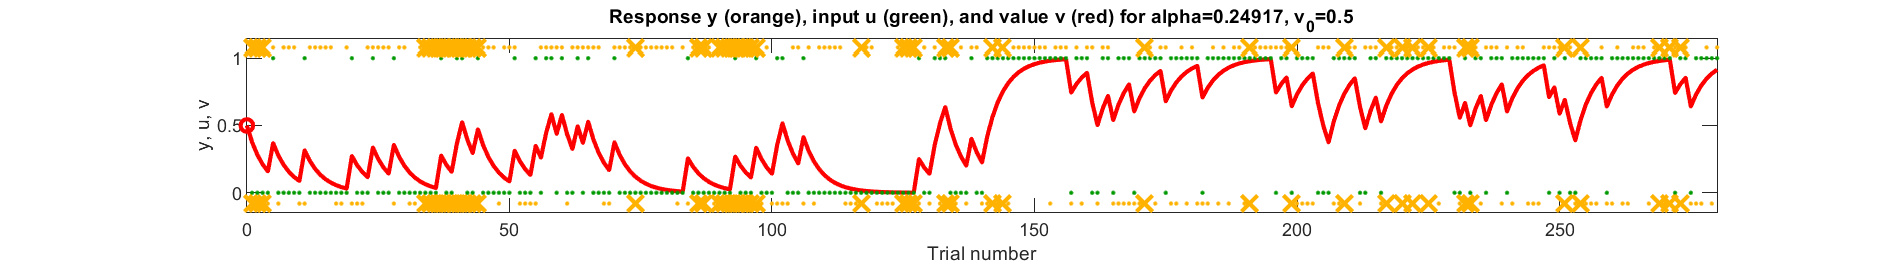 Response y (orange), input u (green), and value v (red) for alpha=0.24917, v0=0.5
y, u, v
1
0.5
0
0 50 100 150 200 250
Trial number